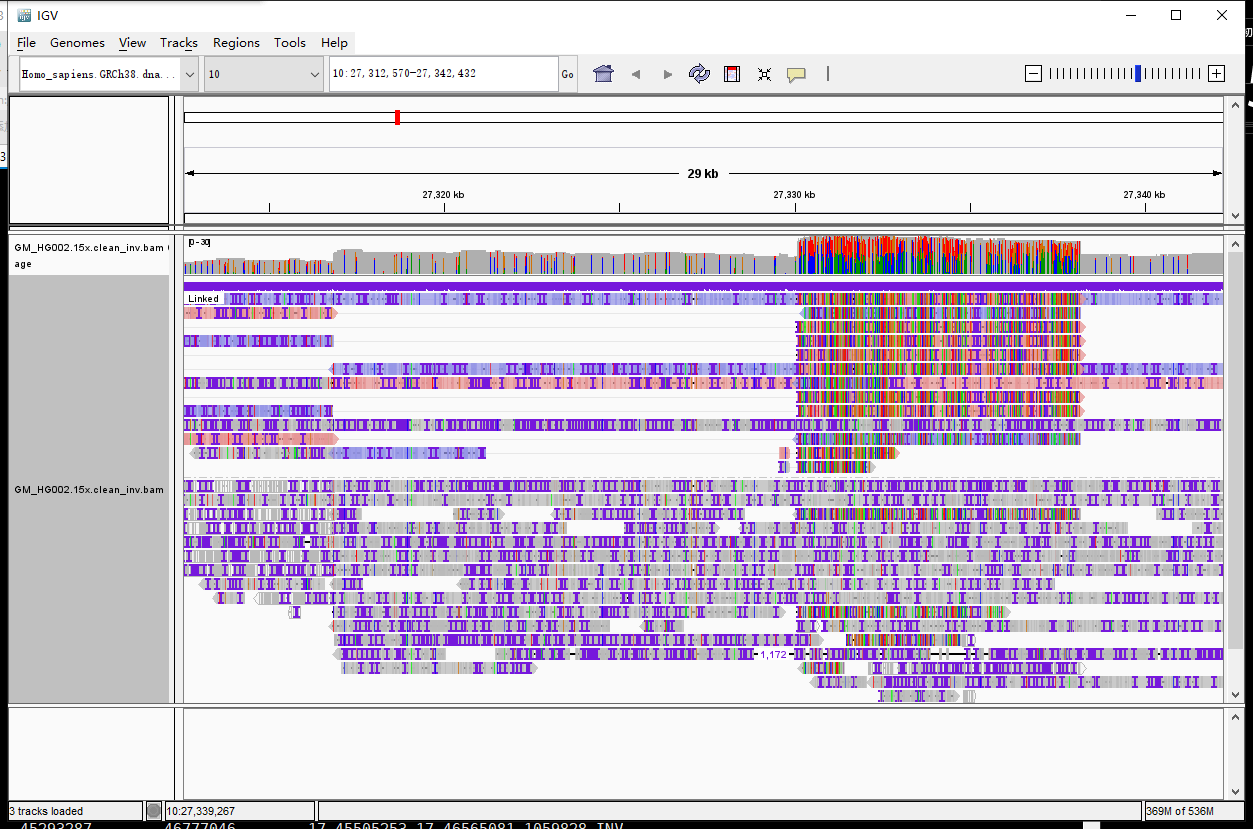 IGV
File Genomes View Tracks Regions Tools Help
Homo_sapiens.GRCh38.dna... 10 10:27,312,570-27,342,432 Go
29 kb
27,320 kb 27,330 kb 27,340 kb
GM_HG002.15x.clean_inv.bam
age
[0 - 30]
Linked
GM_HG002.15x.clean_inv.bam
1,172
3 tracks loaded 10:27,339,267 369M of 536M
45293287 46777046 17 45505253 17 46565081 1059828 INV